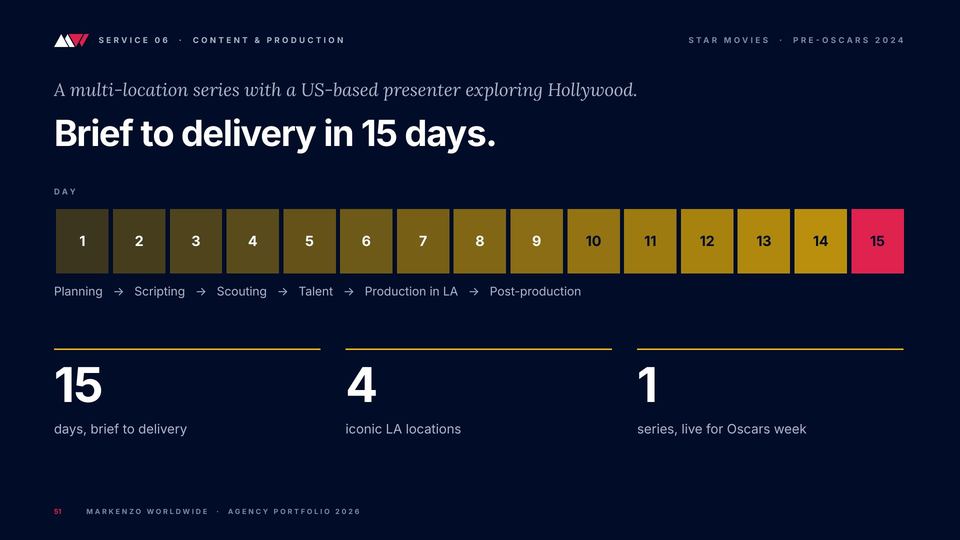 SERVICE 06 · CONTENT & PRODUCTION
STAR MOVIES · PRE-OSCARS 2024
A multi-location series with a US-based presenter exploring Hollywood.
Brief to delivery in 15 days.
DAY
1 2 3 4 5 6 7 8 9 10 11 12 13 14 15
Planning → Scripting → Scouting → Talent → Production in LA → Post-production
15 4 1
days, brief to delivery iconic LA locations series, live for Oscars week
51 MARKENZO WORLDWIDE · AGENCY PORTFOLIO 2026